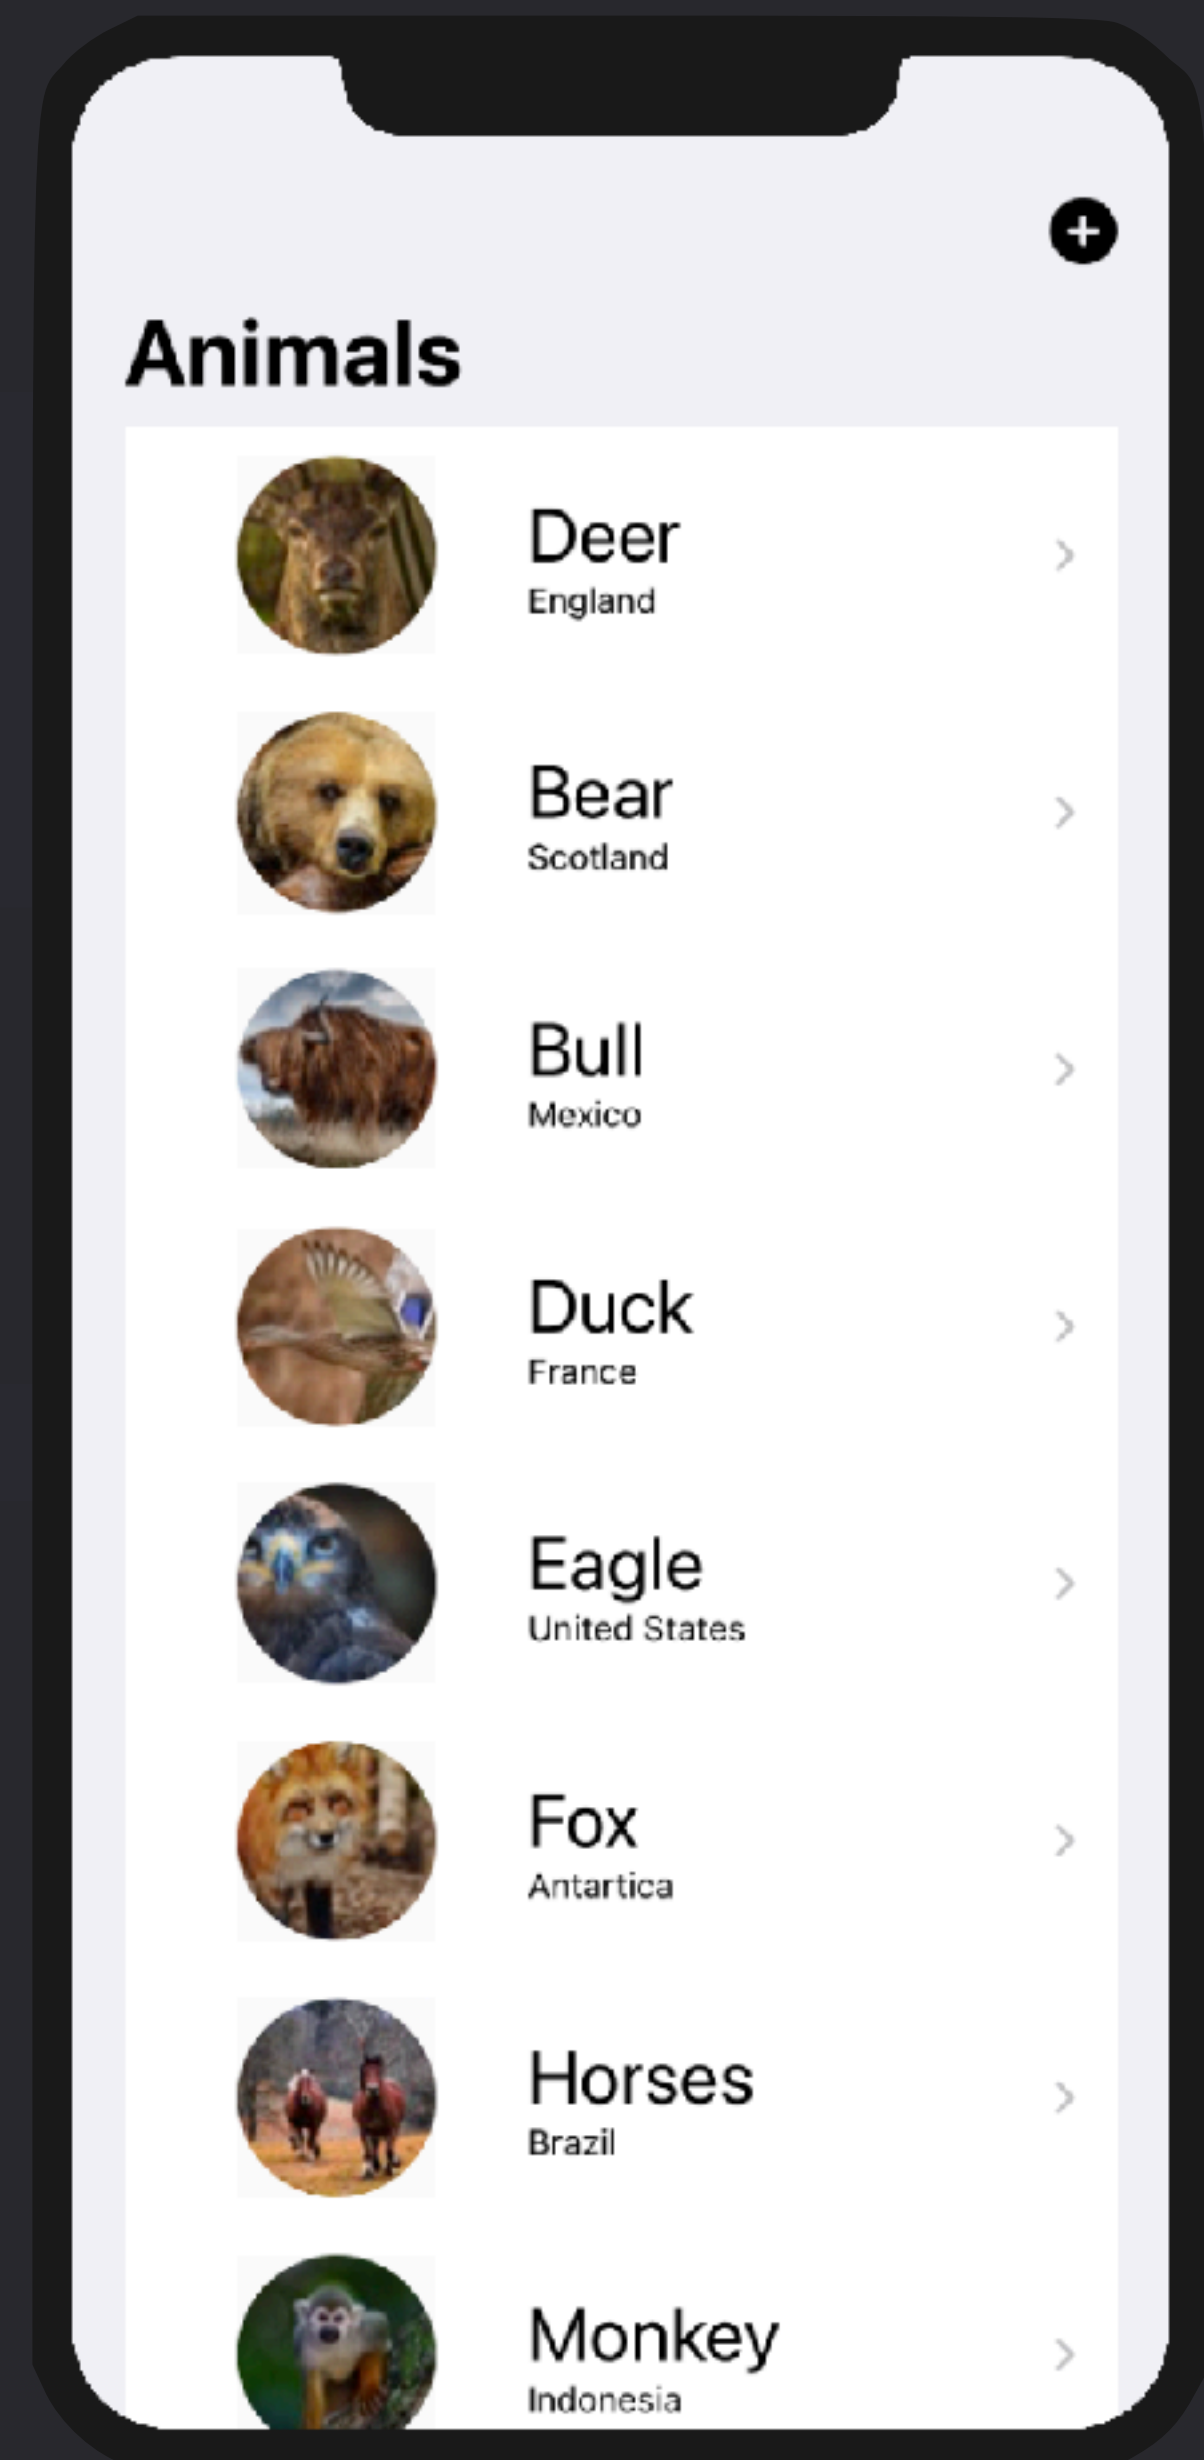 Animals
Deer
England
Bear
Scotland
Bull
Mexico
Duck
France
Eagle
United States
Fox
Antartica
Horses
Brazil
Monkey
Indonesia